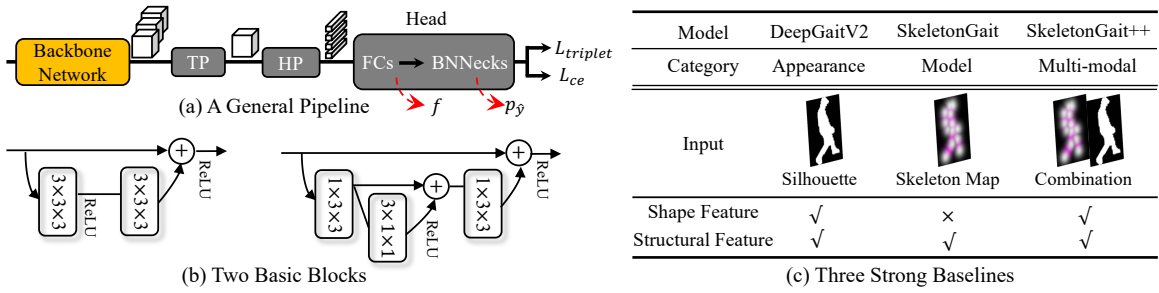 Head
Backbone
Network
TP
HP
FCs
BNNecks
L_triplet
L_ce
f
p_ŷ
(a) A General Pipeline
3×3×3
ReLU
3×3×3
+
ReLU
1×3×3
3×1×1
+
ReLU
1×3×3
+
ReLU
(b) Two Basic Blocks
Model DeepGaitV2 SkeletonGait SkeletonGait++
Category Appearance Model Multi-modal
Input
Silhouette Skeleton Map Combination
Shape Feature √ × √
Structural Feature √ √ √
(c) Three Strong Baselines